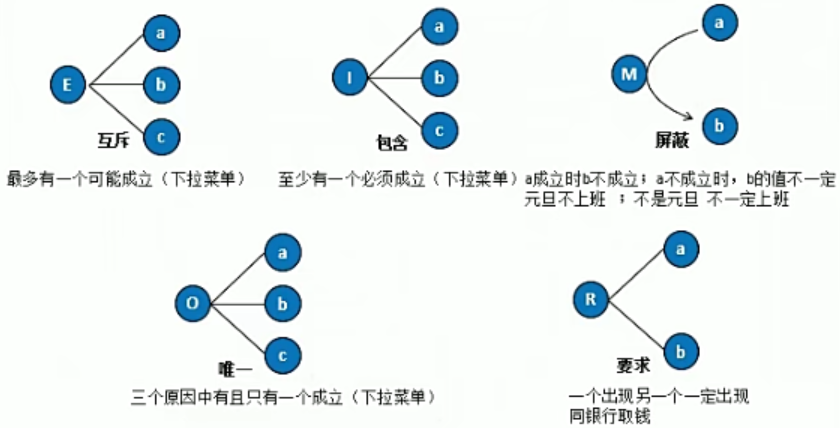 a
E
b
c
互斥
最多有一个可能成立（下拉菜单）
a
I
b
c
包含
至少有一个必须成立（下拉菜单）
a
M
b
屏蔽
a成立时b不成立；a不成立时，b的值不一定
元旦不上班 ；不是元旦 不一定上班
a
O
b
c
唯一
三个原因中有且只有一个成立（下拉菜单）
a
R
b
要求
一个出现另一个一定出现
同银行取钱